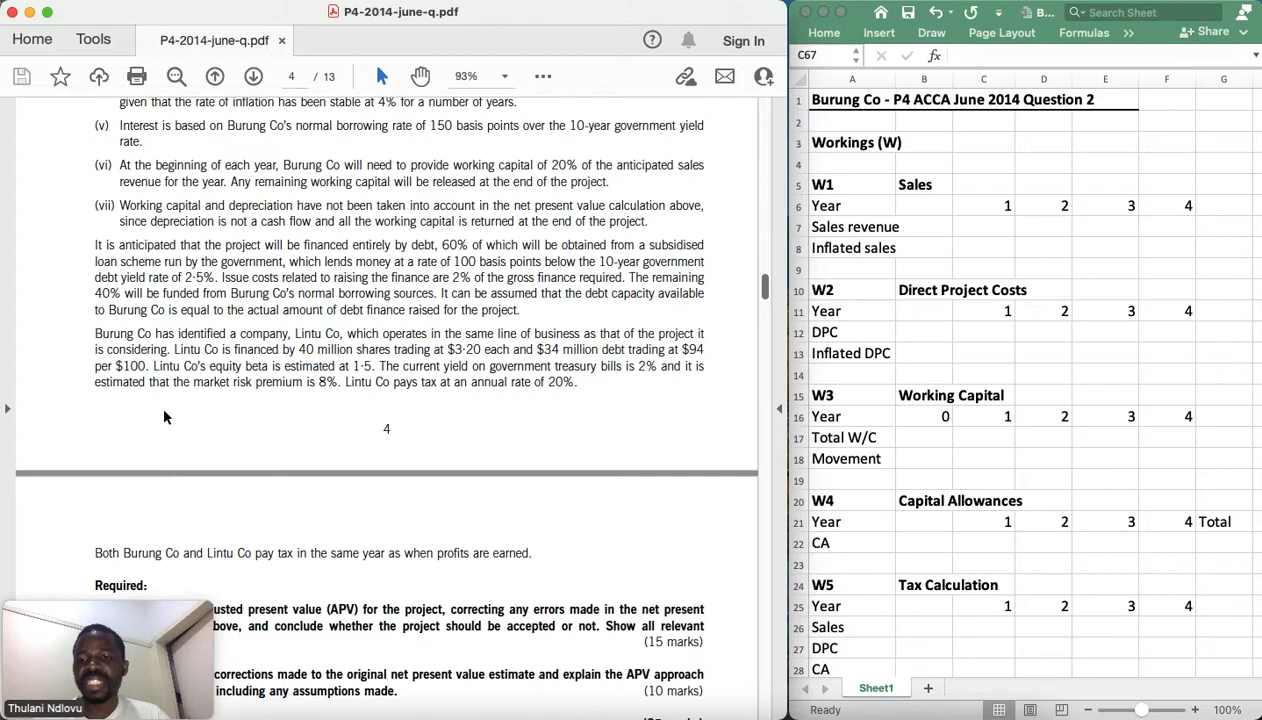 P4-2014-june-q.pdf
Home Tools P4-2014-june-q.pdf × Sign In
4 / 13 93%
given that the rate of inflation has been stable at 4% for a number of years.
(v) Interest is based on Burung Co's normal borrowing rate of 150 basis points over the 10-year government yield
rate.
(vi) At the beginning of each year, Burung Co will need to provide working capital of 20% of the anticipated sales
revenue for the year. Any remaining working capital will be released at the end of the project.
(vii) Working capital and depreciation have not been taken into account in the net present value calculation above,
since depreciation is not a cash flow and all the working capital is returned at the end of the project.
It is anticipated that the project will be financed entirely by debt, 60% of which will be obtained from a subsidised
loan scheme run by the government, which lends money at a rate of 100 basis points below the 10-year government
debt yield rate of 2·5%. Issue costs related to raising the finance are 2% of the gross finance required. The remaining
40% will be funded from Burung Co's normal borrowing sources. It can be assumed that the debt capacity available
to Burung Co is equal to the actual amount of debt finance raised for the project.
Burung Co has identified a company, Lintu Co, which operates in the same line of business as that of the project it
is considering. Lintu Co is financed by 40 million shares trading at $3·20 each and $34 million debt trading at $94
per $100. Lintu Co's equity beta is estimated at 1·5. The current yield on government treasury bills is 2% and it is
estimated that the market risk premium is 8%. Lintu Co pays tax at an annual rate of 20%.
4
Both Burung Co and Lintu Co pay tax in the same year as when profits are earned.
Required:
usted present value (APV) for the project, correcting any errors made in the net present
bove, and conclude whether the project should be accepted or not. Show all relevant
(15 marks)
corrections made to the original net present value estimate and explain the APV approach
including any assumptions made. (10 marks)
Thulani Ndlovu
B... Search Sheet
Home Insert Draw Page Layout Formulas >> Share
C67 fx
A B C D E F G
1 Burung Co - P4 ACCA June 2014 Question 2
2
3 Workings (W)
4
5 W1 Sales
6 Year 1 2 3 4
7 Sales revenue
8 Inflated sales
9
10 W2 Direct Project Costs
11 Year 1 2 3 4
12 DPC
13 Inflated DPC
14
15 W3 Working Capital
16 Year 0 1 2 3 4
17 Total W/C
18 Movement
19
20 W4 Capital Allowances
21 Year 1 2 3 4 Total
22 CA
23
24 W5 Tax Calculation
25 Year 1 2 3 4
26 Sales
27 DPC
28 CA
Sheet1 +
Ready 100%